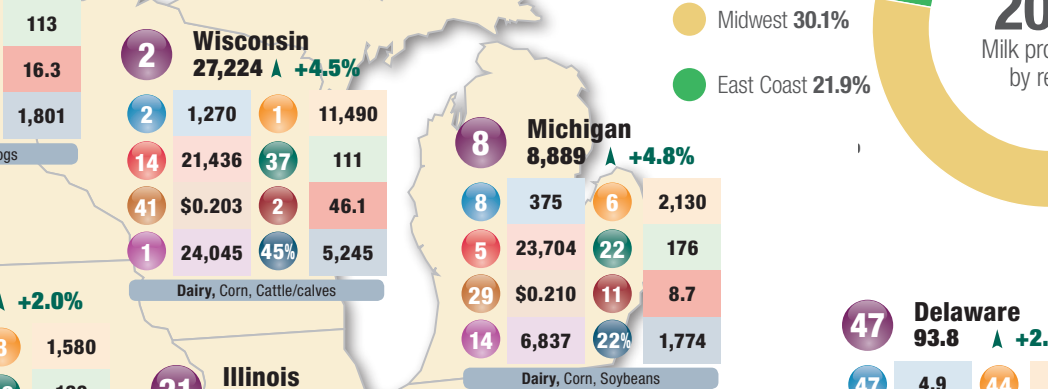 113
16.3
1,801
ogs
2
Wisconsin
27,224 ▲ +4.5%
2 1,270 1 11,490
14 21,436 37 111
41 $0.203 2 46.1
1 24,045 45% 5,245
Dairy, Corn, Cattle/calves
+2.0%
1,580
Illinois
8
Michigan
8,889 ▲ +4.8%
8 375 6 2,130
5 23,704 22 176
29 $0.210 11 8.7
14 6,837 22% 1,774
Dairy, Corn, Soybeans
Midwest 30.1%
East Coast 21.9%
20
Milk pro
by re
47
Delaware
93.8 ▲ +2.
47 4.9 44